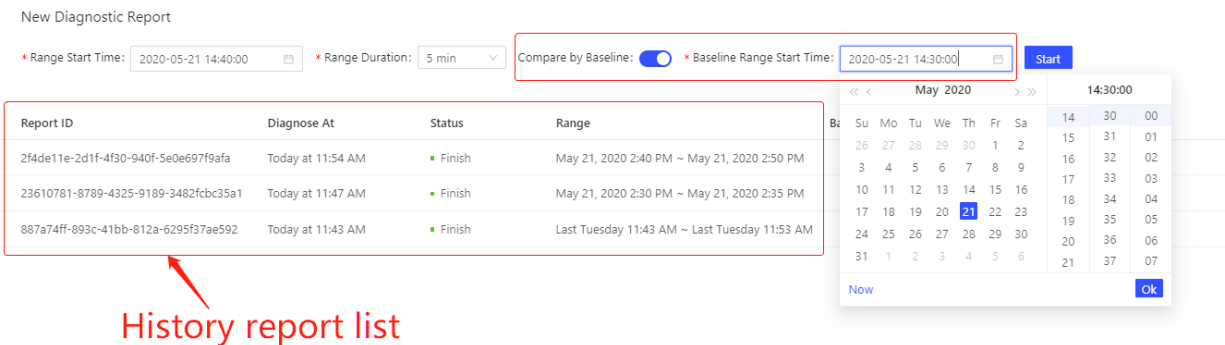 New Diagnostic Report
* Range Start Time: 2020-05-21 14:40:00 * Range Duration: 5 min Compare by Baseline: * Baseline Range Start Time: 2020-05-21 14:30:00 Start
« < May 2020 > » 14:30:00
Report ID Diagnose At Status Range Ba
Su Mo Tu We Th Fr Sa 14 30 00
26 27 28 29 30 1 2 15 31 01
2f4de11e-2d1f-4f30-940f-5e0e697f9afa Today at 11:54 AM Finish May 21, 2020 2:40 PM ~ May 21, 2020 2:50 PM
3 4 5 6 7 8 9 16 32 02
10 11 12 13 14 15 16 17 33 03
23610781-8789-4325-9189-3482fcbc35a1 Today at 11:47 AM Finish May 21, 2020 2:30 PM ~ May 21, 2020 2:35 PM
17 18 19 20 21 22 23 18 34 04
887a74ff-893c-41bb-812a-6295f37ae592 Today at 11:43 AM Finish Last Tuesday 11:43 AM ~ Last Tuesday 11:53 AM
24 25 26 27 28 29 30 19 35 05
31 1 2 3 4 5 6 20 36 06
21 37 07
Now Ok
History report list